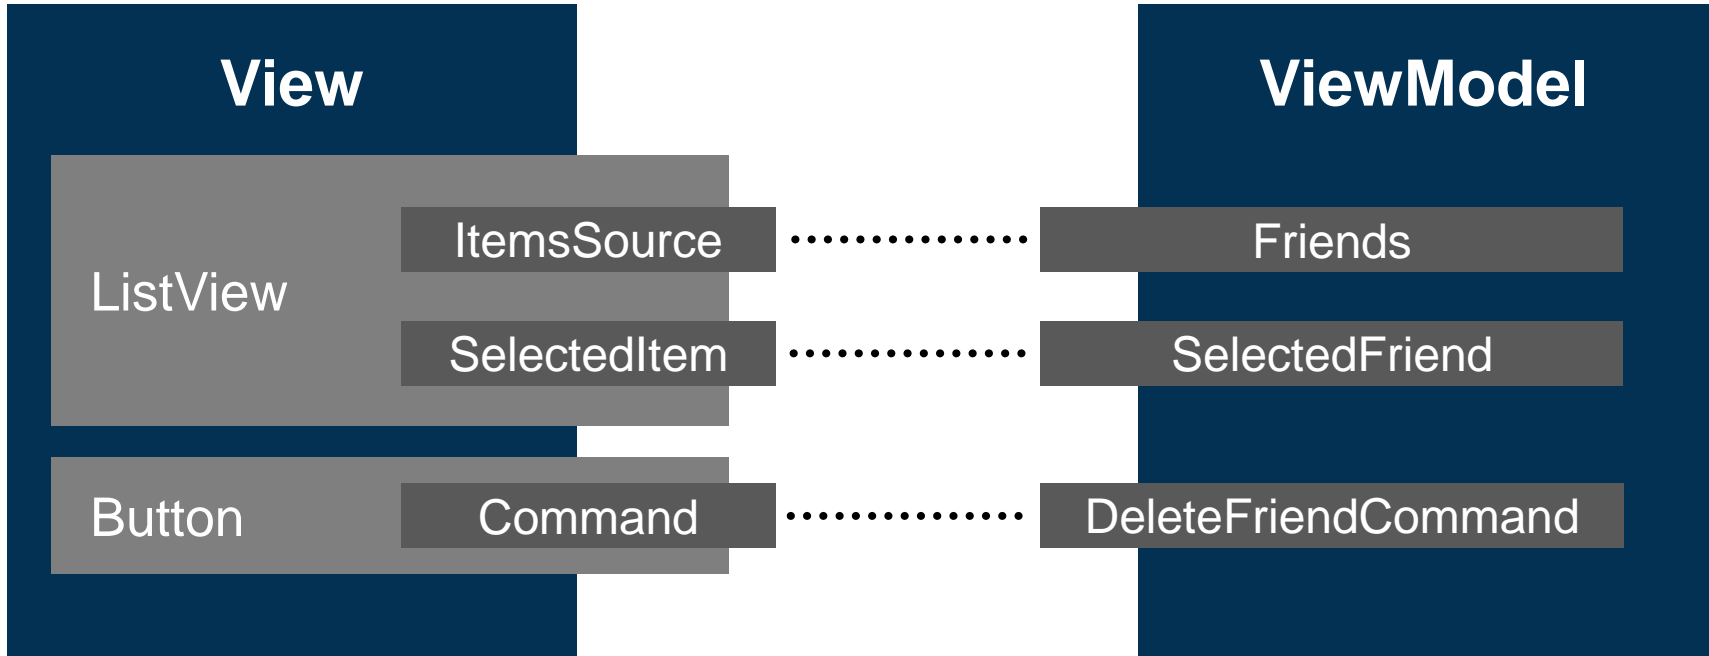 View
ViewModel
ItemsSource
Friends
ListView
SelectedItem
SelectedFriend
Button
Command
DeleteFriendCommand